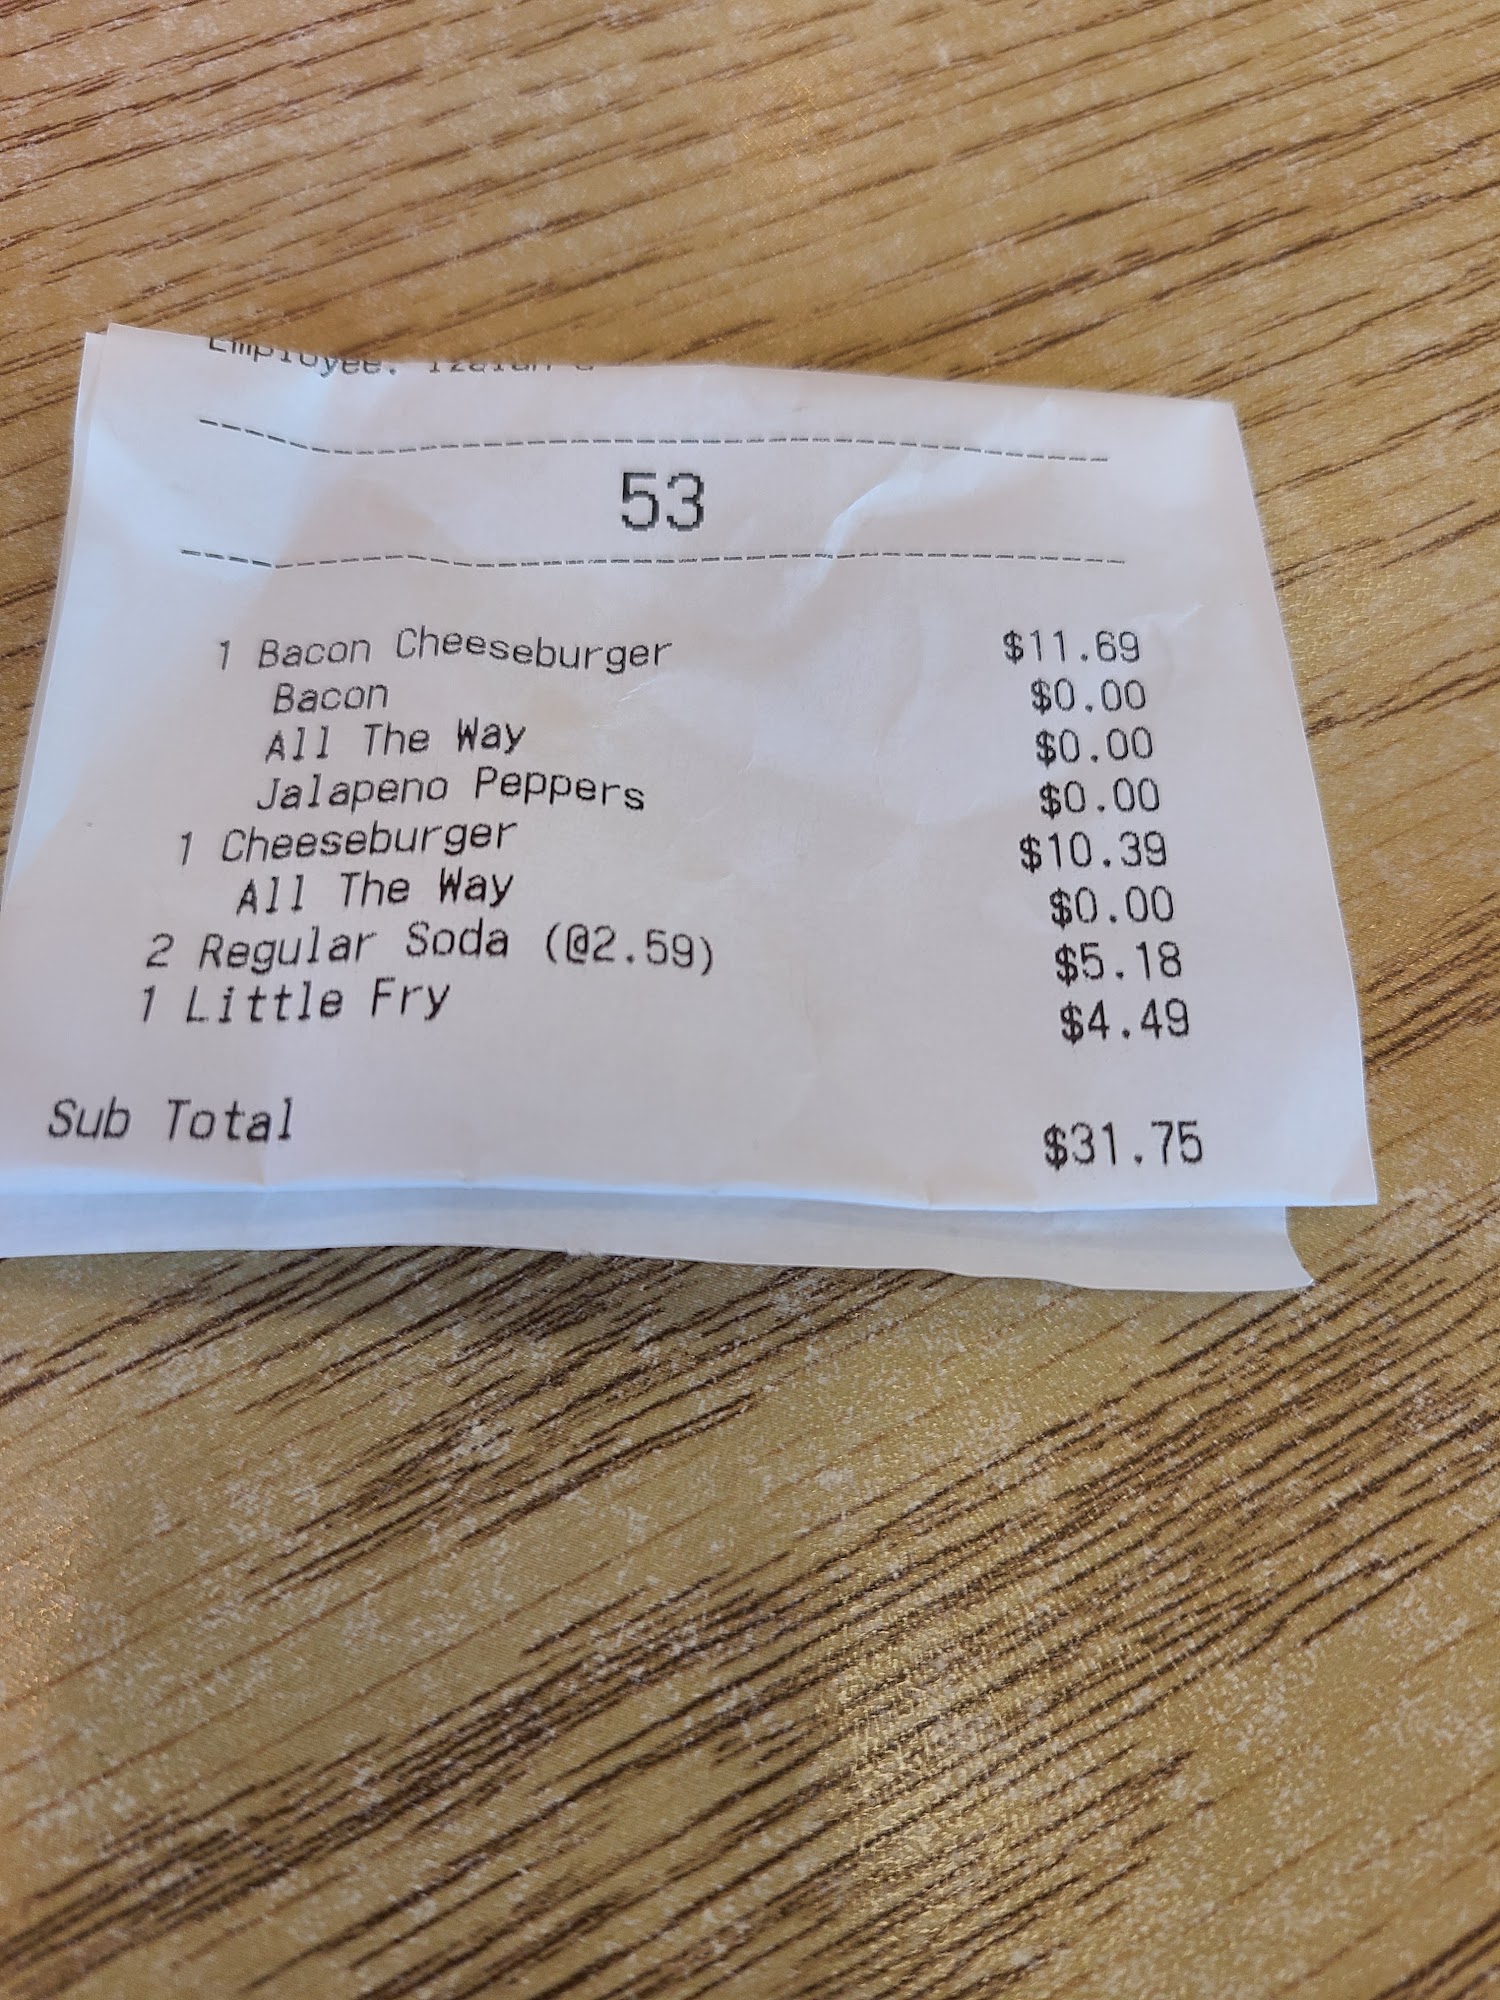 Employee: Izaiah
53
1 Bacon Cheeseburger $11.69
Bacon $0.00
All The Way $0.00
Jalapeno Peppers $0.00
1 Cheeseburger $10.39
All The Way $0.00
2 Regular Soda (@2.59) $5.18
1 Little Fry $4.49
Sub Total $31.75